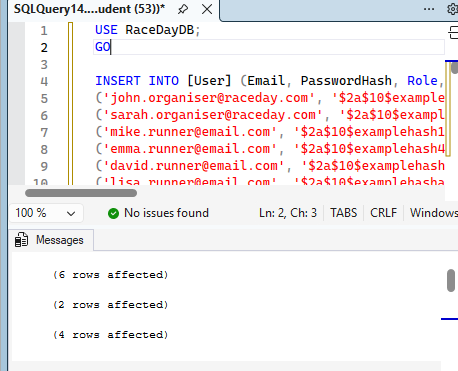 SQLQuery14....udent (53))*
1 USE RaceDayDB;
2 GO
3
4 INSERT INTO [User] (Email, PasswordHash, Role,
5 ('john.organiser@raceday.com', '$2a$10$exampl
6 ('sarah.organiser@raceday.com', '$2a$10$examp
7 ('mike.runner@email.com', '$2a$10$examplehash1
8 ('emma.runner@email.com', '$2a$10$examplehash4
9 ('david.runner@email.com', '$2a$10$examplehash
10 ('lisa.runner@email.com', '$2a$10$examplehasha
100 % No issues found Ln: 2, Ch: 3 TABS CRLF Windows
Messages
(6 rows affected)
(2 rows affected)
(4 rows affected)